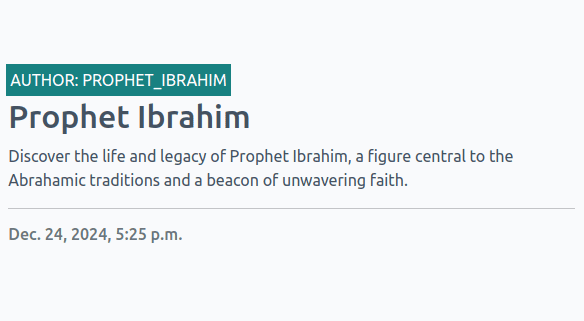 AUTHOR: PROPHET_IBRAHIM
Prophet Ibrahim
Discover the life and legacy of Prophet Ibrahim, a figure central to the
Abrahamic traditions and a beacon of unwavering faith.
Dec. 24, 2024, 5:25 p.m.